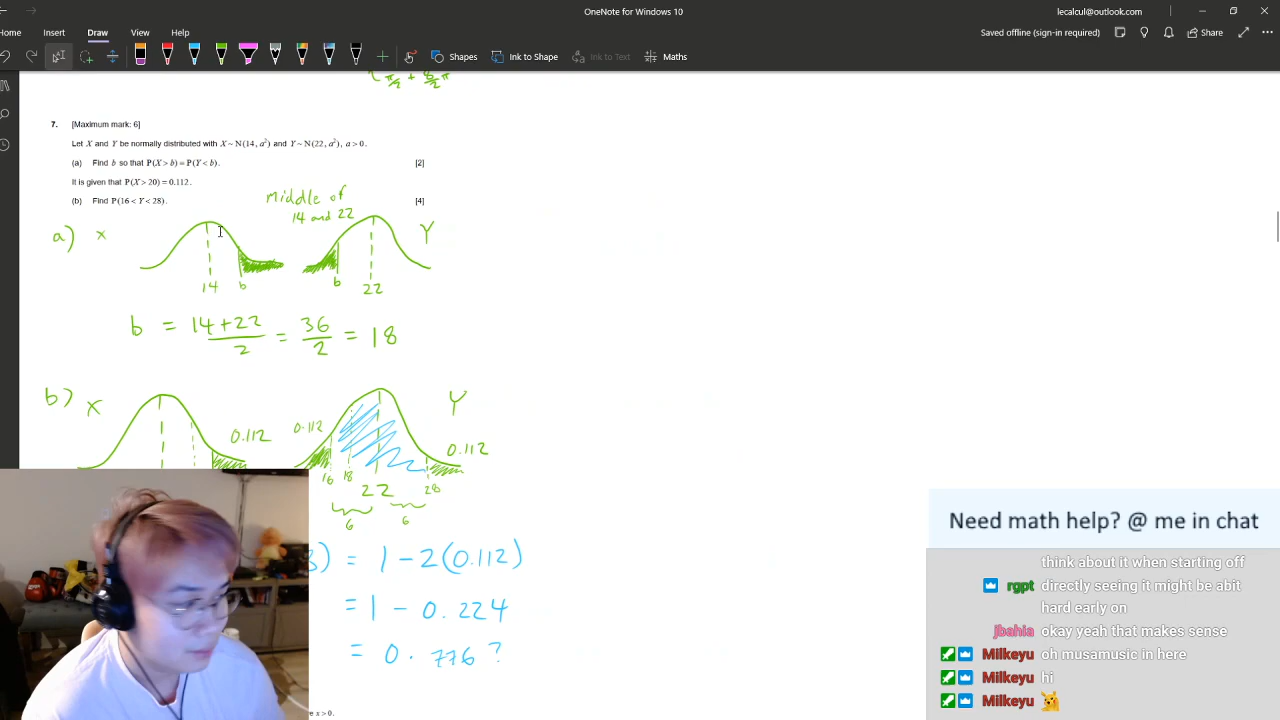 OneNote for Windows 10
lecalcul@outlook.com
Home Insert Draw View Help
Saved offline (sign-in required)
Share
Shapes Ink to Shape Ink to Text Maths
7. [Maximum mark: 6]
Let X and Y be normally distributed with X ~ N(14, a²) and Y ~ N(22, a²), a > 0.
(a) Find b so that P(X > b) = P(Y < b). [2]
It is given that P(X > 20) = 0.112.
(b) Find P(16 < Y < 28). [4]
middle of
14 and 22
a) x Y
14 b b 22
b = 14+22/2 = 36/2 = 18
b) X Y
0.112 0.112 0.112
16 18 22 28
6 6
8) = 1 - 2(0.112)
= 1 - 0.224
= 0.776 ?
Need math help? @ me in chat
think about it when starting off
rgpt directly seeing it might be abit
hard early on
jbahia okay yeah that makes sense
Milkeyu oh musamusic in here
Milkeyu hi
Milkeyu
re x > 0.